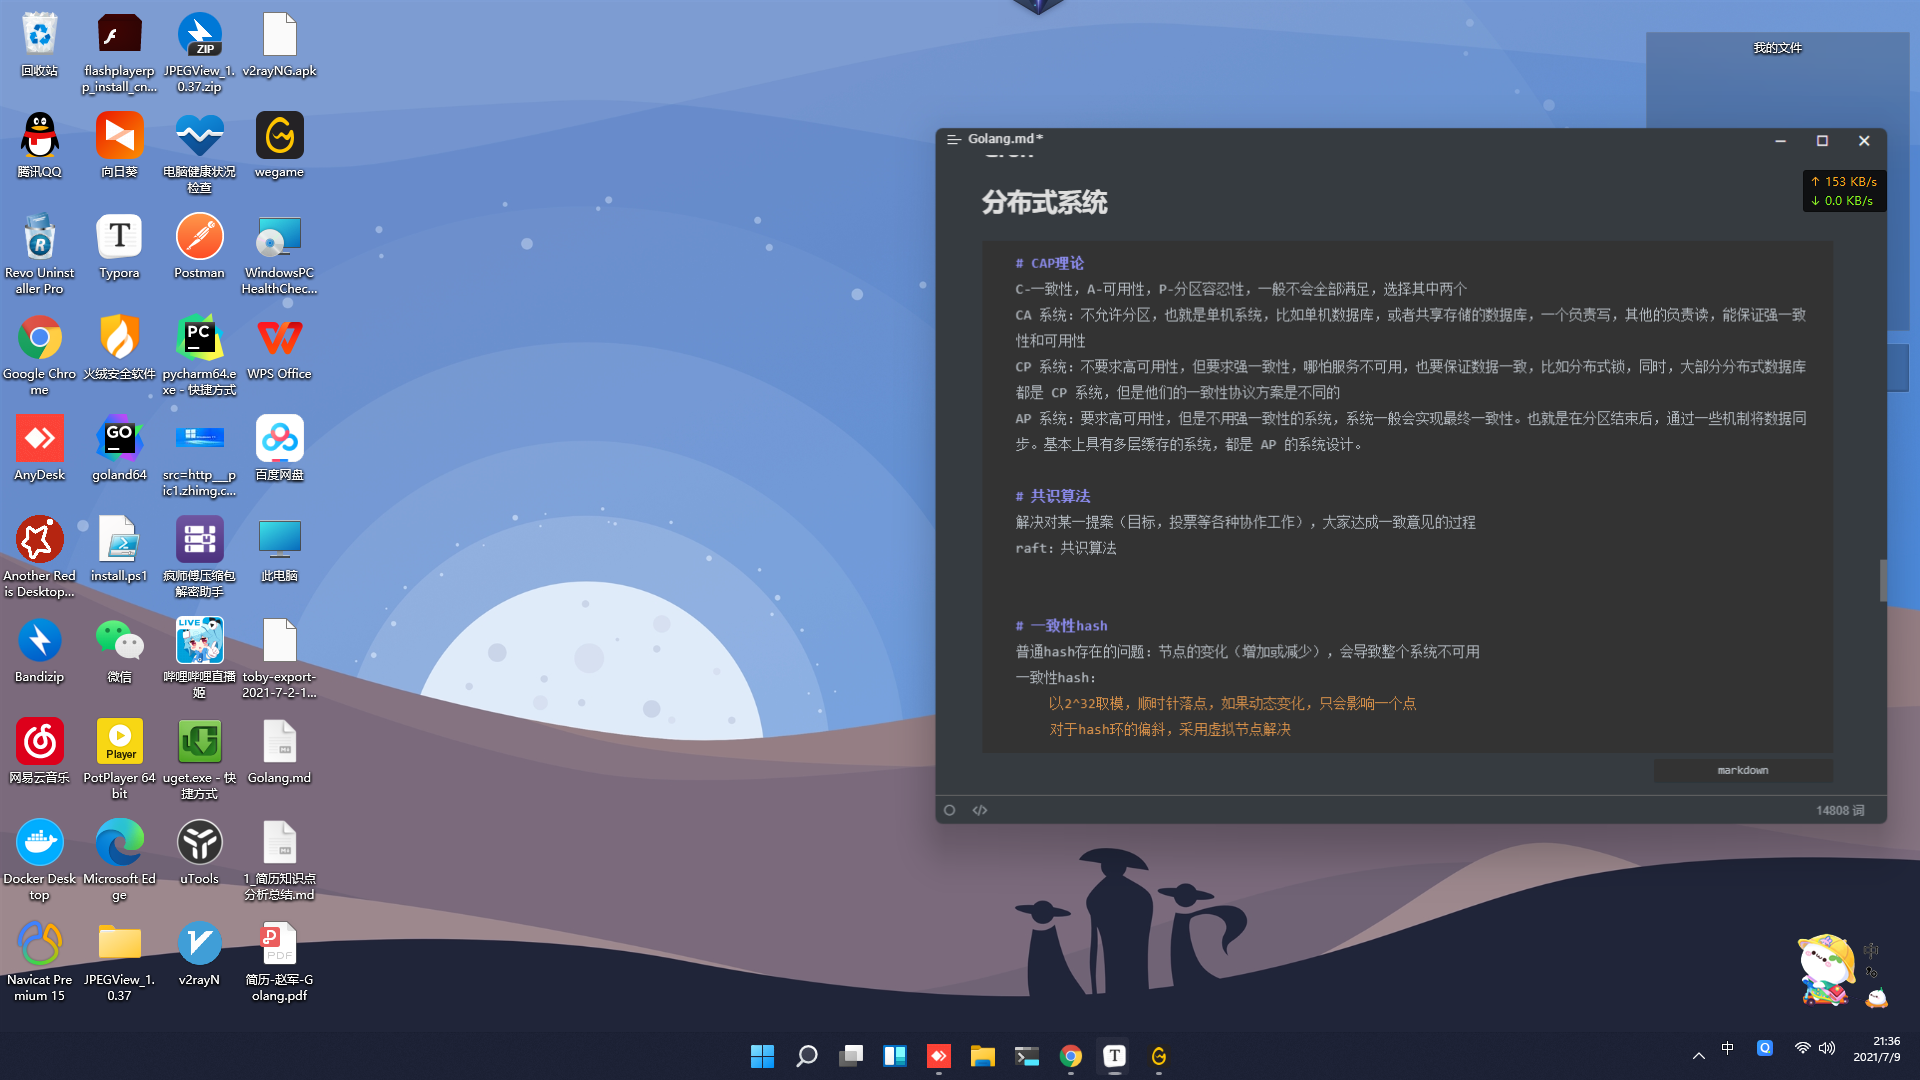 回收站
flashplayerp
p_install_cn...
JPEGView_1.
0.37.zip
v2rayNG.apk
腾讯QQ
向日葵
电脑健康状况
检查
wegame
Revo Uninst
aller Pro
Typora
Postman
WindowsPC
HealthChec...
Google Chro
me
火绒安全软件
pycharm64.e
xe - 快捷方式
WPS Office
AnyDesk
goland64
src=http___p
ic1.zhimg.c...
百度网盘
Another Red
is Desktop...
install.ps1
疯师傅压缩包
解密助手
此电脑
Bandizip
微信
哔哩哔哩直播
姬
toby-export-
2021-7-2-1...
网易云音乐
PotPlayer 64
bit
uget.exe - 快
捷方式
Golang.md
Docker Desk
top
Microsoft Ed
ge
uTools
1_简历知识点
分析总结.md
Navicat Pre
mium 15
JPEGView_1.
0.37
v2rayN
简历-赵军-G
olang.pdf
我的文件
Golang.md*
↑ 153 KB/s
↓ 0.0 KB/s
分布式系统
# CAP理论
C-一致性，A-可用性，P-分区容忍性，一般不会全部满足，选择其中两个
CA 系统：不允许分区，也就是单机系统，比如单机数据库，或者共享存储的数据库，一个负责写，其他的负责读，能保证强一致
性和可用性
CP 系统：不要求高可用性，但要求强一致性，哪怕服务不可用，也要保证数据一致，比如分布式锁，同时，大部分分布式数据库
都是 CP 系统，但是他们的一致性协议方案是不同的
AP 系统：要求高可用性，但是不用强一致性的系统，系统一般会实现最终一致性。也就是在分区结束后，通过一些机制将数据同
步。基本上具有多层缓存的系统，都是 AP 的系统设计。
# 共识算法
解决对某一提案（目标，投票等各种协作工作），大家达成一致意见的过程
raft：共识算法
# 一致性hash
普通hash存在的问题：节点的变化（增加或减少），会导致整个系统不可用
一致性hash：
以2^32取模，顺时针落点，如果动态变化，只会影响一个点
对于hash环的偏斜，采用虚拟节点解决
markdown
14808 词
中
中
21:36
2021/7/9